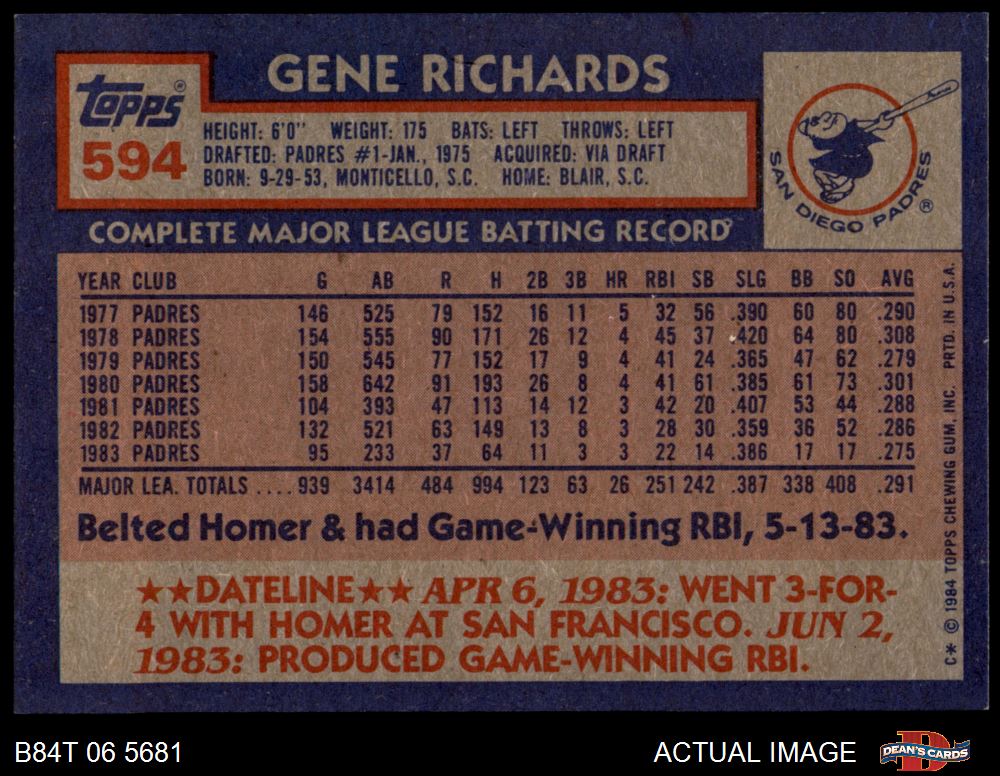 GENE RICHARDS
Topps®
594
HEIGHT: 6'0" WEIGHT: 175 BATS: LEFT THROWS: LEFT
DRAFTED: PADRES #1-JAN., 1975 ACQUIRED: VIA DRAFT
BORN: 9-29-53, MONTICELLO, S.C. HOME: BLAIR, S.C.
SAN DIEGO PADRES ®
COMPLETE MAJOR LEAGUE BATTING RECORD
YEAR CLUB G AB R H 2B 3B HR RBI SB SLG BB SO AVG
1977 PADRES 146 525 79 152 16 11 5 32 56 .390 60 80 .290
1978 PADRES 154 555 90 171 26 12 4 45 37 .420 64 80 .308
1979 PADRES 150 545 77 152 17 9 4 41 24 .365 47 62 .279
1980 PADRES 158 642 91 193 26 8 4 41 61 .385 61 73 .301
1981 PADRES 104 393 47 113 14 12 3 42 20 .407 53 44 .288
1982 PADRES 132 521 63 149 13 8 3 28 30 .359 36 52 .286
1983 PADRES 95 233 37 64 11 3 3 22 14 .386 17 17 .275
MAJOR LEA. TOTALS .... 939 3414 484 994 123 63 26 251 242 .387 338 408 .291
Belted Homer & had Game-Winning RBI, 5-13-83.
★★DATELINE★★ APR 6, 1983: WENT 3-FOR-
4 WITH HOMER AT SAN FRANCISCO. JUN 2,
1983: PRODUCED GAME-WINNING RBI.
C* © 1984 TOPPS CHEWING GUM, INC. PRTD. IN U.S.A.
B84T 06 5681
ACTUAL IMAGE
DEAN'S CARDS